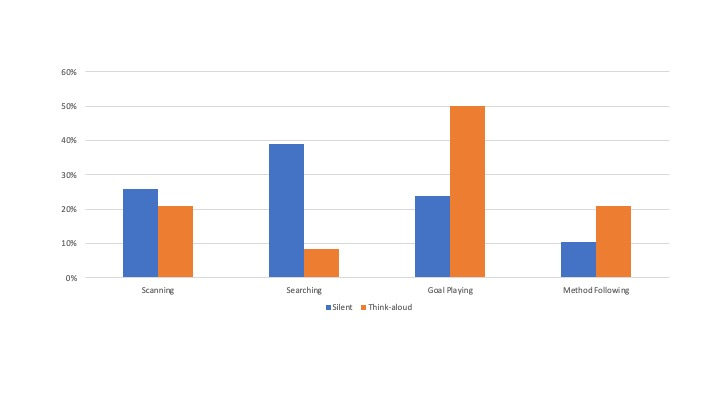 60%
50%
40%
30%
20%
10%
0%
Scanning
Searching
Goal Playing
Method Following
Silent
Think-aloud